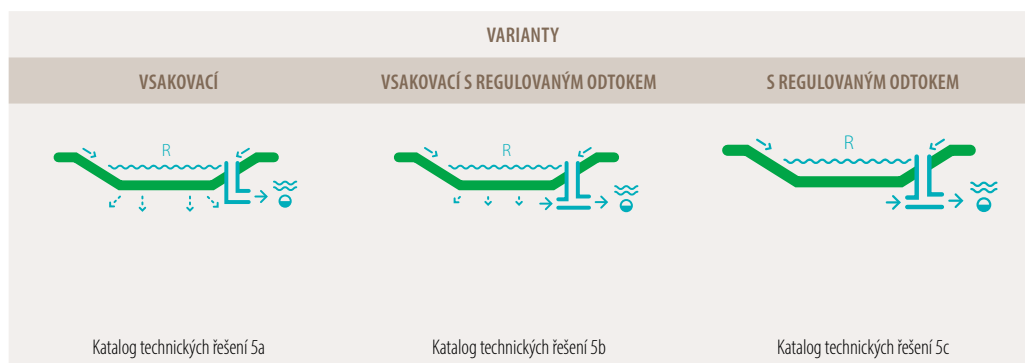 VARIANTY
VSAKOVACÍ
VSAKOVACÍ S REGULOVANÝM ODTOKEM
S REGULOVANÝM ODTOKEM
R
R
R
Katalog technických řešení 5a
Katalog technických řešení 5b
Katalog technických řešení 5c